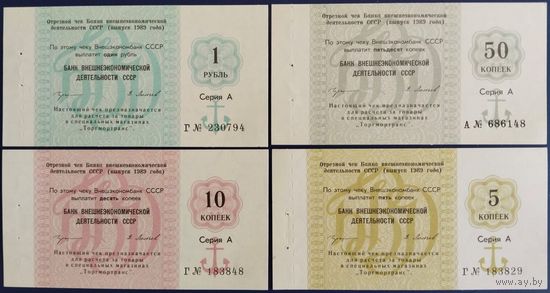 Отрезной чек Банка внешнеэкономической
деятельности СССР (выпуск 1989 года)
По этому чеку Внешэкономбанк СССР
выплатит один рубль
БАНК ВНЕШНЕЭКОНОМИЧЕСКОЙ
ДЕЯТЕЛЬНОСТИ СССР
Настоящий чек предназначается
для расчета за товары
в специальных магазинах
"Торгмортранс"
1
РУБЛЬ
Серия А
Г № 230794
Отрезной чек Банка внешнеэкономической
деятельности СССР (выпуск 1989 года)
По этому чеку Внешэкономбанк СССР
выплатит пятьдесят копеек
БАНК ВНЕШНЕЭКОНОМИЧЕСКОЙ
ДЕЯТЕЛЬНОСТИ СССР
Настоящий чек предназначается
для расчета за товары
в специальных магазинах
"Торгмортранс"
50
КОПЕЕК
Серия А
А № 686148
Отрезной чек Банка внешнеэкономической
деятельности СССР (выпуск 1989 года)
По этому чеку Внешэкономбанк СССР
выплатит десять копеек
БАНК ВНЕШНЕЭКОНОМИЧЕСКОЙ
ДЕЯТЕЛЬНОСТИ СССР
Настоящий чек предназначается
для расчета за товары
в специальных магазинах
"Торгмортранс"
10
КОПЕЕК
Серия А
Г № 183848
Отрезной чек Банка внешнеэкономической
деятельности СССР (выпуск 1989 года)
По этому чеку Внешэкономбанк СССР
выплатит пять копеек
БАНК ВНЕШНЕЭКОНОМИЧЕСКОЙ
ДЕЯТЕЛЬНОСТИ СССР
Настоящий чек предназначается
для расчета за товары
в специальных магазинах
"Торгмортранс"
5
КОПЕЕК
Серия А
Г № 183829
ay.by